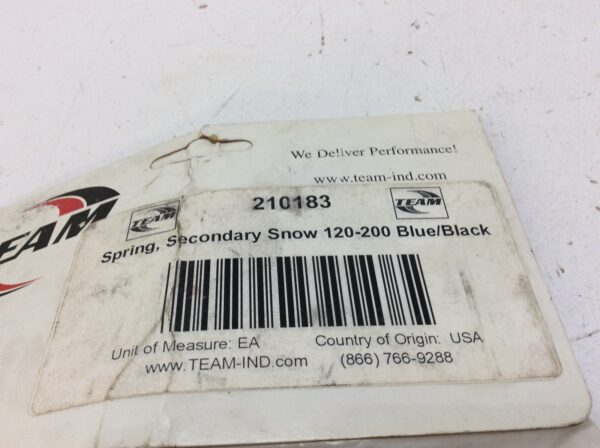 We Deliver Performance!
www.team-ind.com
TEAM
TEAM
210183
TEAM
Spring, Secondary Snow 120-200 Blue/Black
Unit of Measure: EA
Country of Origin: USA
www.TEAM-IND.com
(866) 766-9288